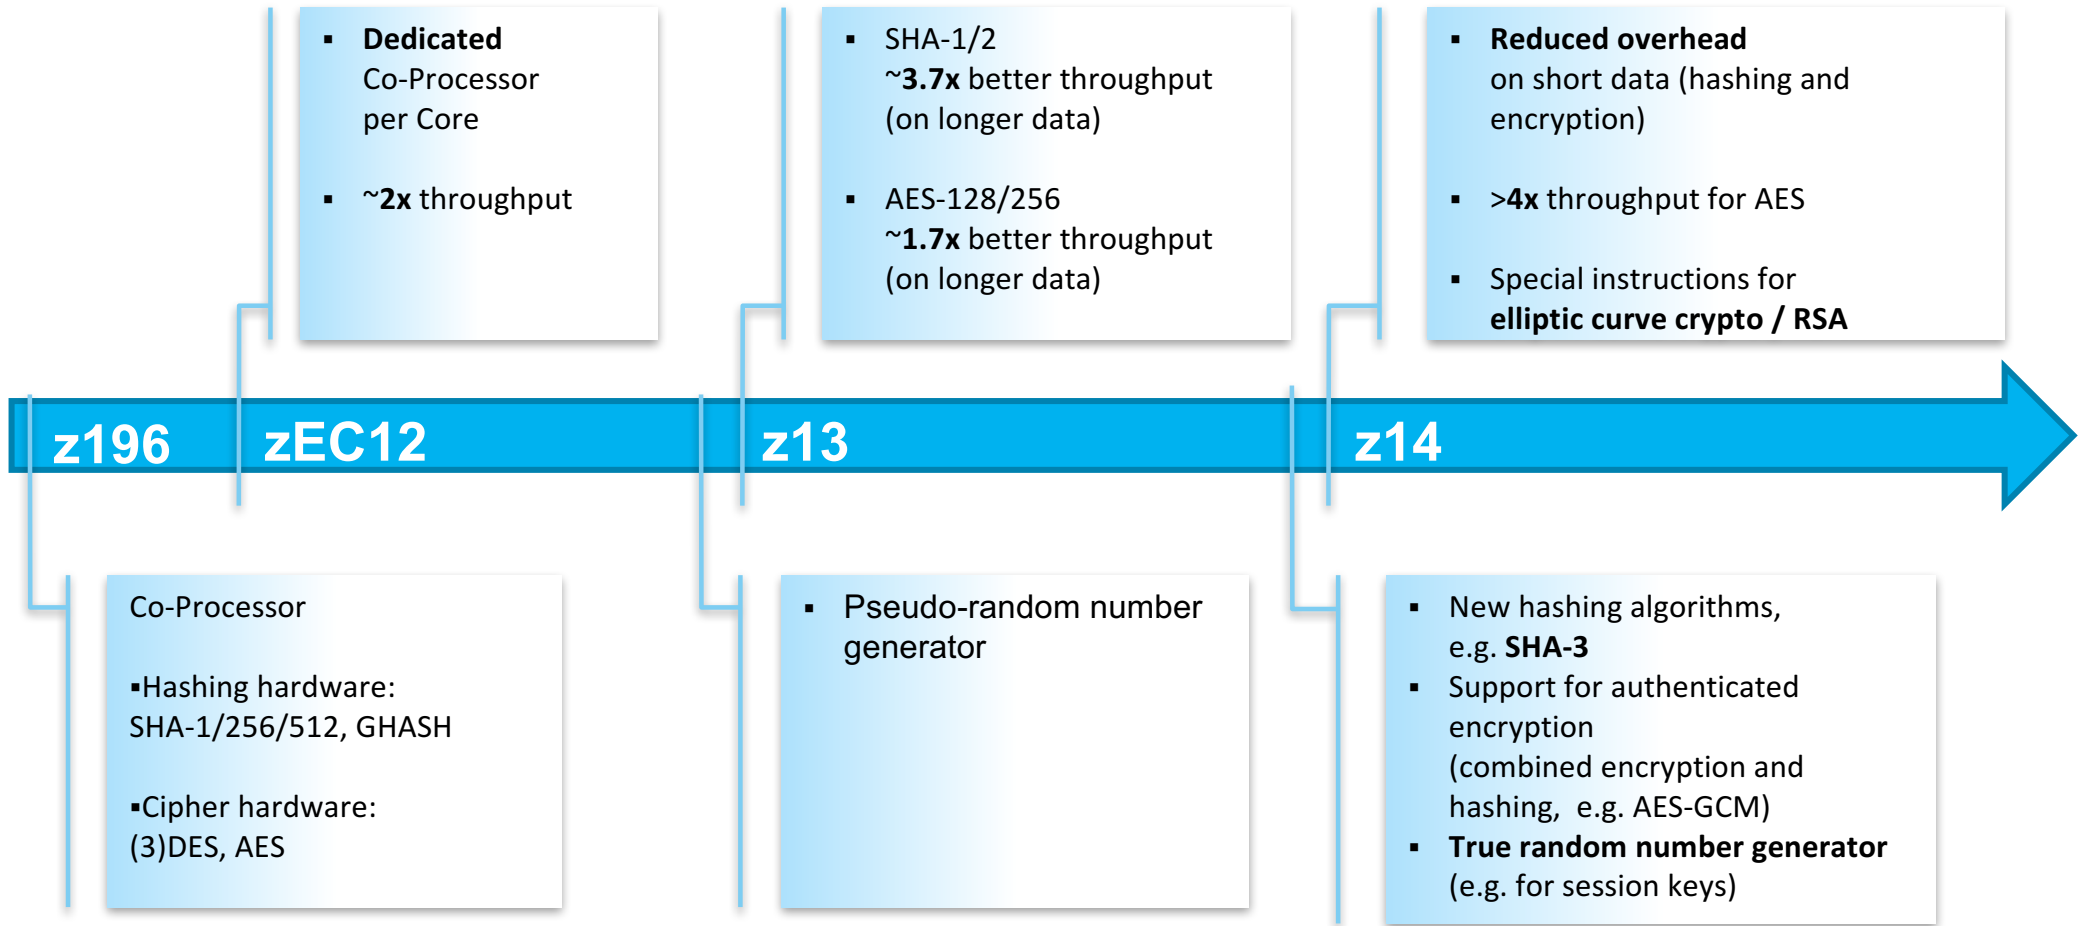 ▪ Dedicated
Co-Processor
per Core
▪ ~2x throughput
▪ SHA-1/2
~3.7x better throughput
(on longer data)
▪ AES-128/256
~1.7x better throughput
(on longer data)
▪ Reduced overhead
on short data (hashing and
encryption)
▪ >4x throughput for AES
▪ Special instructions for
elliptic curve crypto / RSA
z196
zEC12
z13
z14
Co-Processor
▪Hashing hardware:
SHA-1/256/512, GHASH
▪Cipher hardware:
(3)DES, AES
▪ Pseudo-random number
generator
▪ New hashing algorithms,
e.g. SHA-3
▪ Support for authenticated
encryption
(combined encryption and
hashing, e.g. AES-GCM)
▪ True random number generator
(e.g. for session keys)